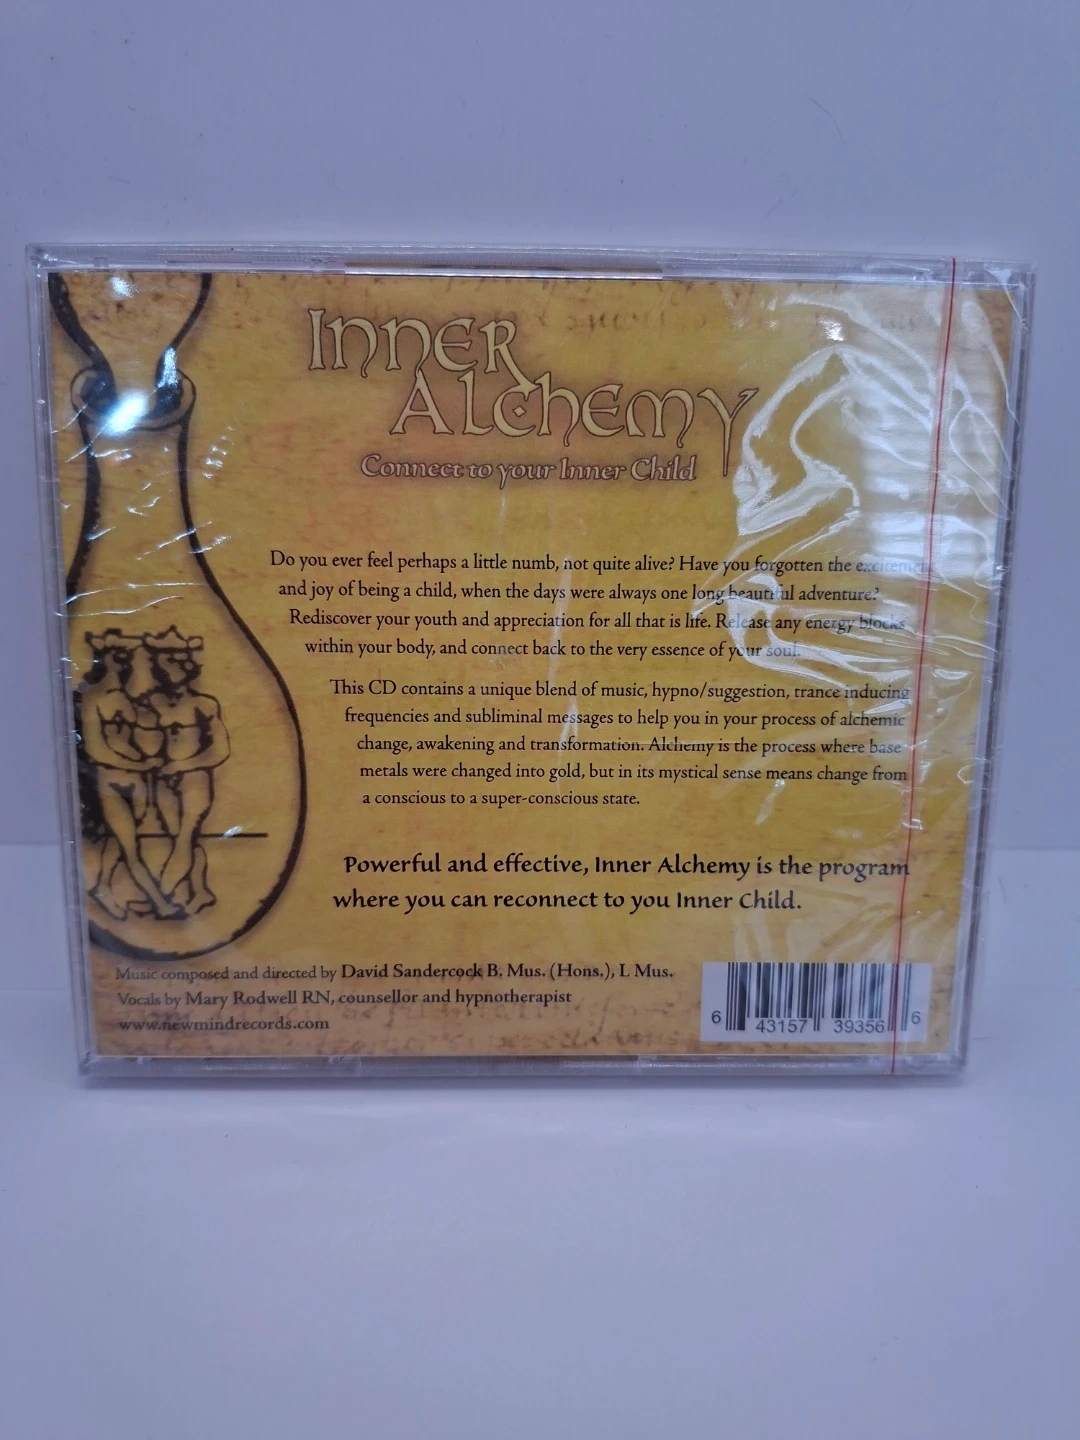 Inner
Alchemy
Connect to your Inner Child
Do you ever feel perhaps a little numb, not quite alive? Have you forgotten the excitement
and joy of being a child, when the days were always one long beautiful adventure?
Rediscover your youth and appreciation for all that is life. Release any energy blocks
within your body, and connect back to the very essence of your soul.
This CD contains a unique blend of music, hypno/suggestion, trance inducing
frequencies and subliminal messages to help you in your process of alchemic
change, awakening and transformation. Alchemy is the process where base
metals were changed into gold, but in its mystical sense means change from
a conscious to a super-conscious state.
Powerful and effective, Inner Alchemy is the program
where you can reconnect to you Inner Child.
Music composed and directed by David Sandercock B. Mus. (Hons.), L Mus.
Vocals by Mary Rodwell RN, counsellor and hypnotherapist
www.newmindrecords.com
6 43157 39356 6